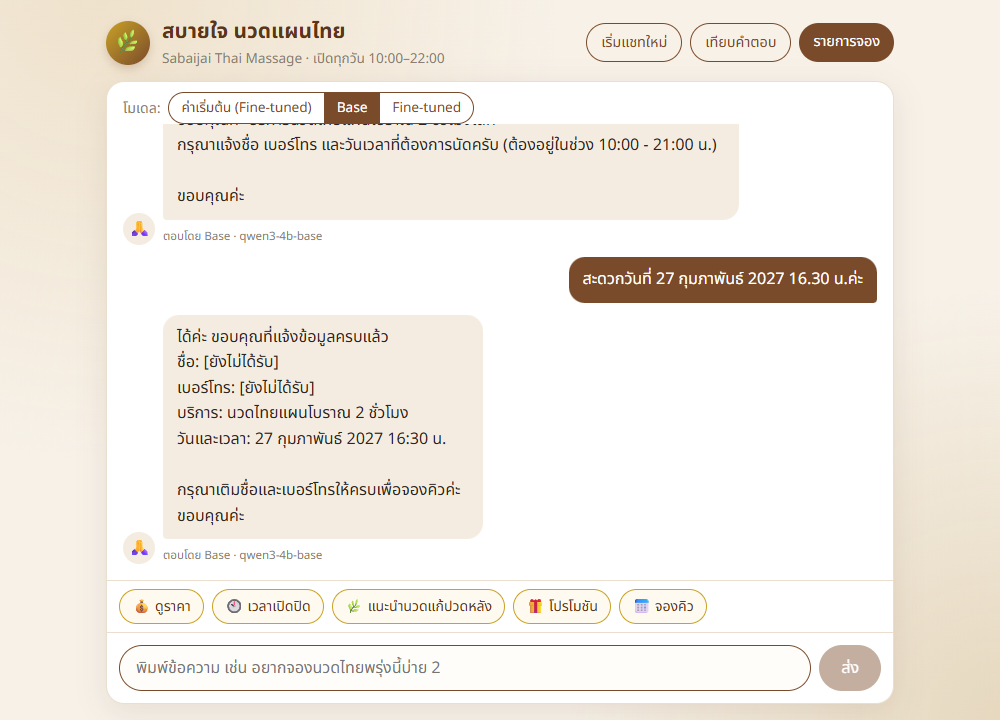 สบายใจ นวดแผนไทย
Sabaijai Thai Massage · เปิดทุกวัน 10:00–22:00
เริ่มแชทใหม่
เทียบคำตอบ
รายการจอง
โมเดล:
ค่าเริ่มต้น (Fine-tuned)
Base
Fine-tuned
กรุณาแจ้งชื่อ เบอร์โทร และวันเวลาที่ต้องการนัดครับ (ต้องอยู่ในช่วง 10:00 - 21:00 น.)
ขอบคุณค่ะ
ตอบโดย Base · qwen3-4b-base
สะดวกวันที่ 27 กุมภาพันธ์ 2027 16.30 น.ค่ะ
ได้ค่ะ ขอบคุณที่แจ้งข้อมูลครบแล้ว
ชื่อ: [ยังไม่ได้รับ]
เบอร์โทร: [ยังไม่ได้รับ]
บริการ: นวดไทยแผนโบราณ 2 ชั่วโมง
วันและเวลา: 27 กุมภาพันธ์ 2027 16:30 น.
กรุณาเติมชื่อและเบอร์โทรให้ครบเพื่อจองคิวค่ะ
ขอบคุณค่ะ
ตอบโดย Base · qwen3-4b-base
ดูราคา
เวลาเปิดปิด
แนะนำนวดแก้ปวดหลัง
โปรโมชัน
จองคิว
พิมพ์ข้อความ เช่น อยากจองนวดไทยพรุ่งนี้บ่าย 2
ส่ง